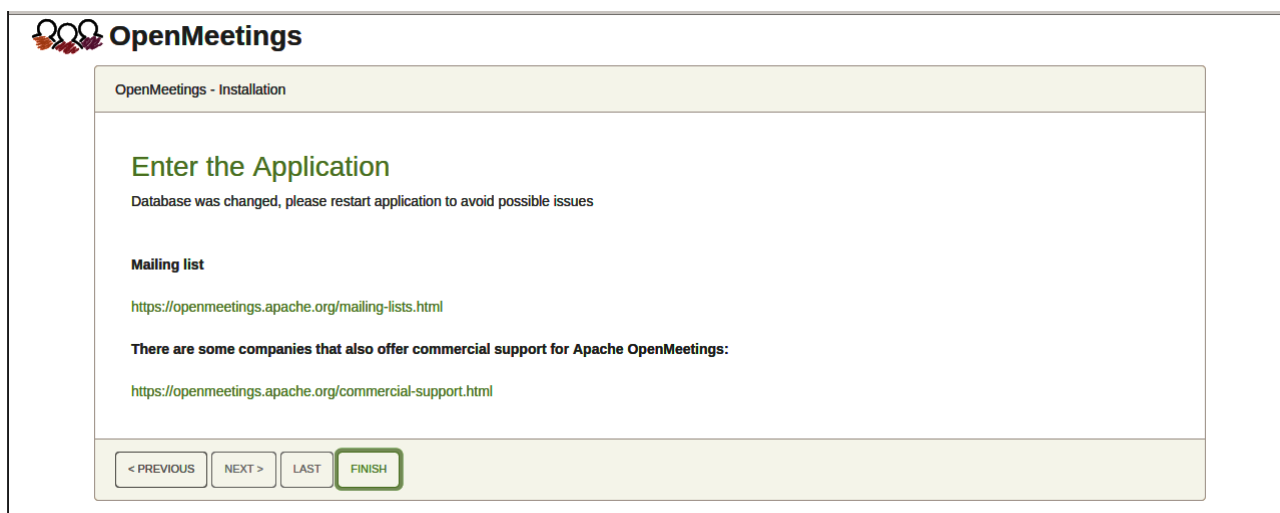 OpenMeetings
OpenMeetings - Installation
Enter the Application
Database was changed, please restart application to avoid possible issues
Mailing list
https://openmeetings.apache.org/mailing-lists.html
There are some companies that also offer commercial support for Apache OpenMeetings:
https://openmeetings.apache.org/commercial-support.html
< PREVIOUS NEXT > LAST FINISH